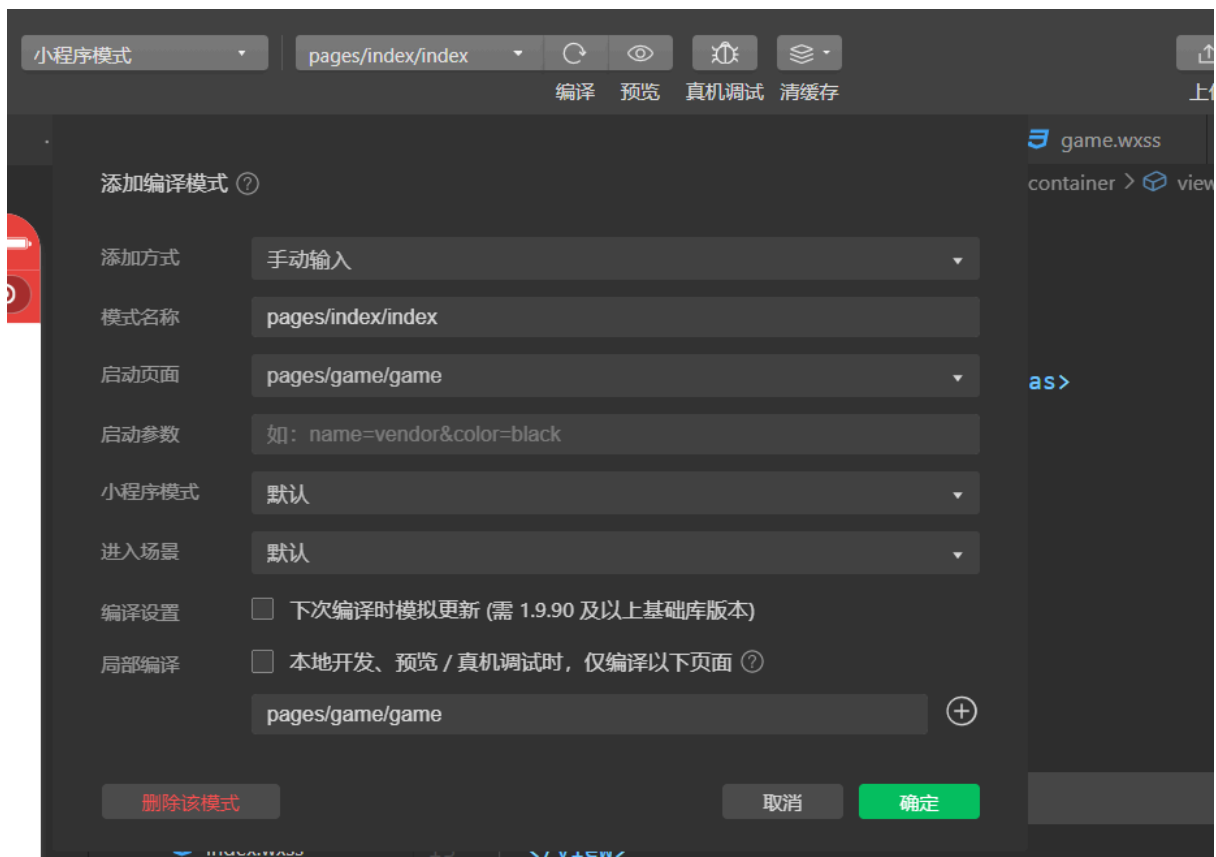 小程序模式
pages/index/index
编译 预览 真机调试 清缓存
game.wxss
container > view
添加编译模式
添加方式 手动输入
模式名称 pages/index/index
启动页面 pages/game/game
as>
启动参数 如：name=vendor&color=black
小程序模式 默认
进入场景 默认
编译设置 下次编译时模拟更新 (需 1.9.90 及以上基础库版本)
局部编译 本地开发、预览 / 真机调试时，仅编译以下页面
pages/game/game
删除该模式 取消 确定